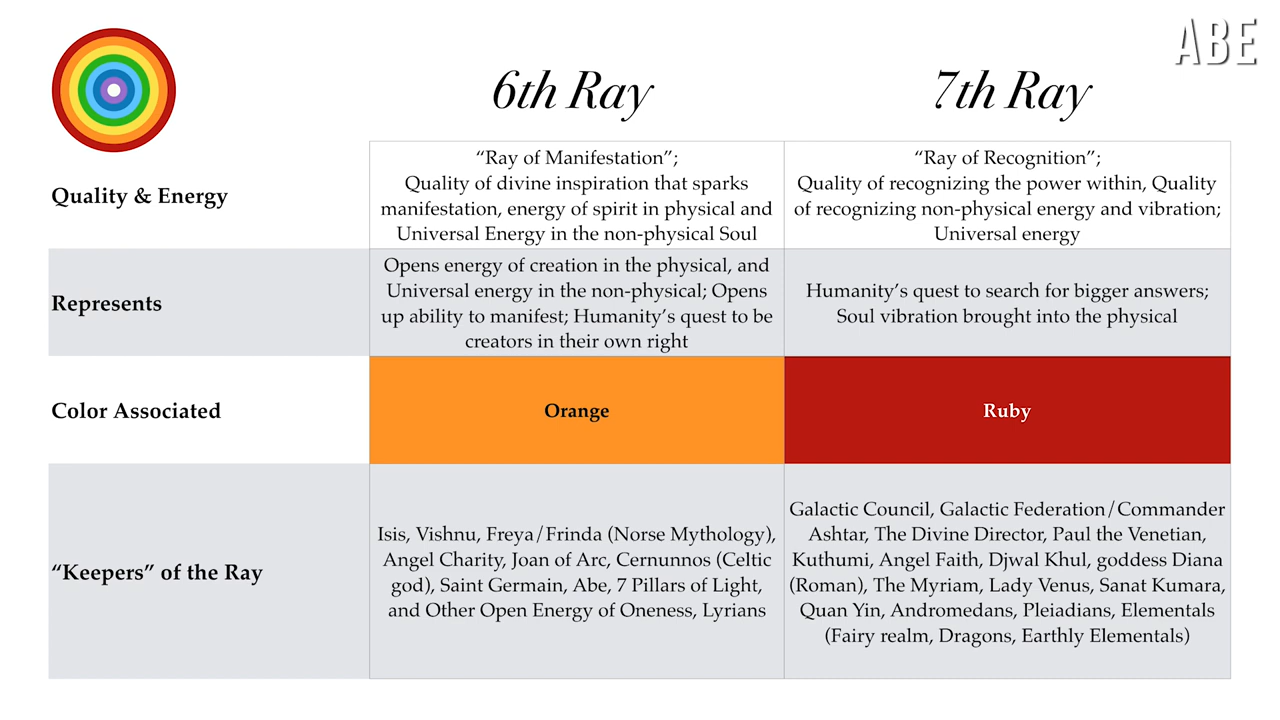 ABE
6th Ray
7th Ray
Quality & Energy
“Ray of Manifestation”;
Quality of divine inspiration that sparks
manifestation, energy of spirit in physical and
Universal Energy in the non-physical Soul
“Ray of Recognition”;
Quality of recognizing the power within, Quality
of recognizing non-physical energy and vibration;
Universal energy
Represents
Opens energy of creation in the physical, and
Universal energy in the non-physical; Opens
up ability to manifest; Humanity’s quest to be
creators in their own right
Humanity’s quest to search for bigger answers;
Soul vibration brought into the physical
Color Associated
Orange
Ruby
“Keepers” of the Ray
Isis, Vishnu, Freya/Frinda (Norse Mythology),
Angel Charity, Joan of Arc, Cernunnos (Celtic
god), Saint Germain, Abe, 7 Pillars of Light,
and Other Open Energy of Oneness, Lyrians
Galactic Council, Galactic Federation/Commander
Ashtar, The Divine Director, Paul the Venetian,
Kuthumi, Angel Faith, Djwal Khul, goddess Diana
(Roman), The Myriam, Lady Venus, Sanat Kumara,
Quan Yin, Andromedans, Pleiadians, Elementals
(Fairy realm, Dragons, Earthly Elementals)